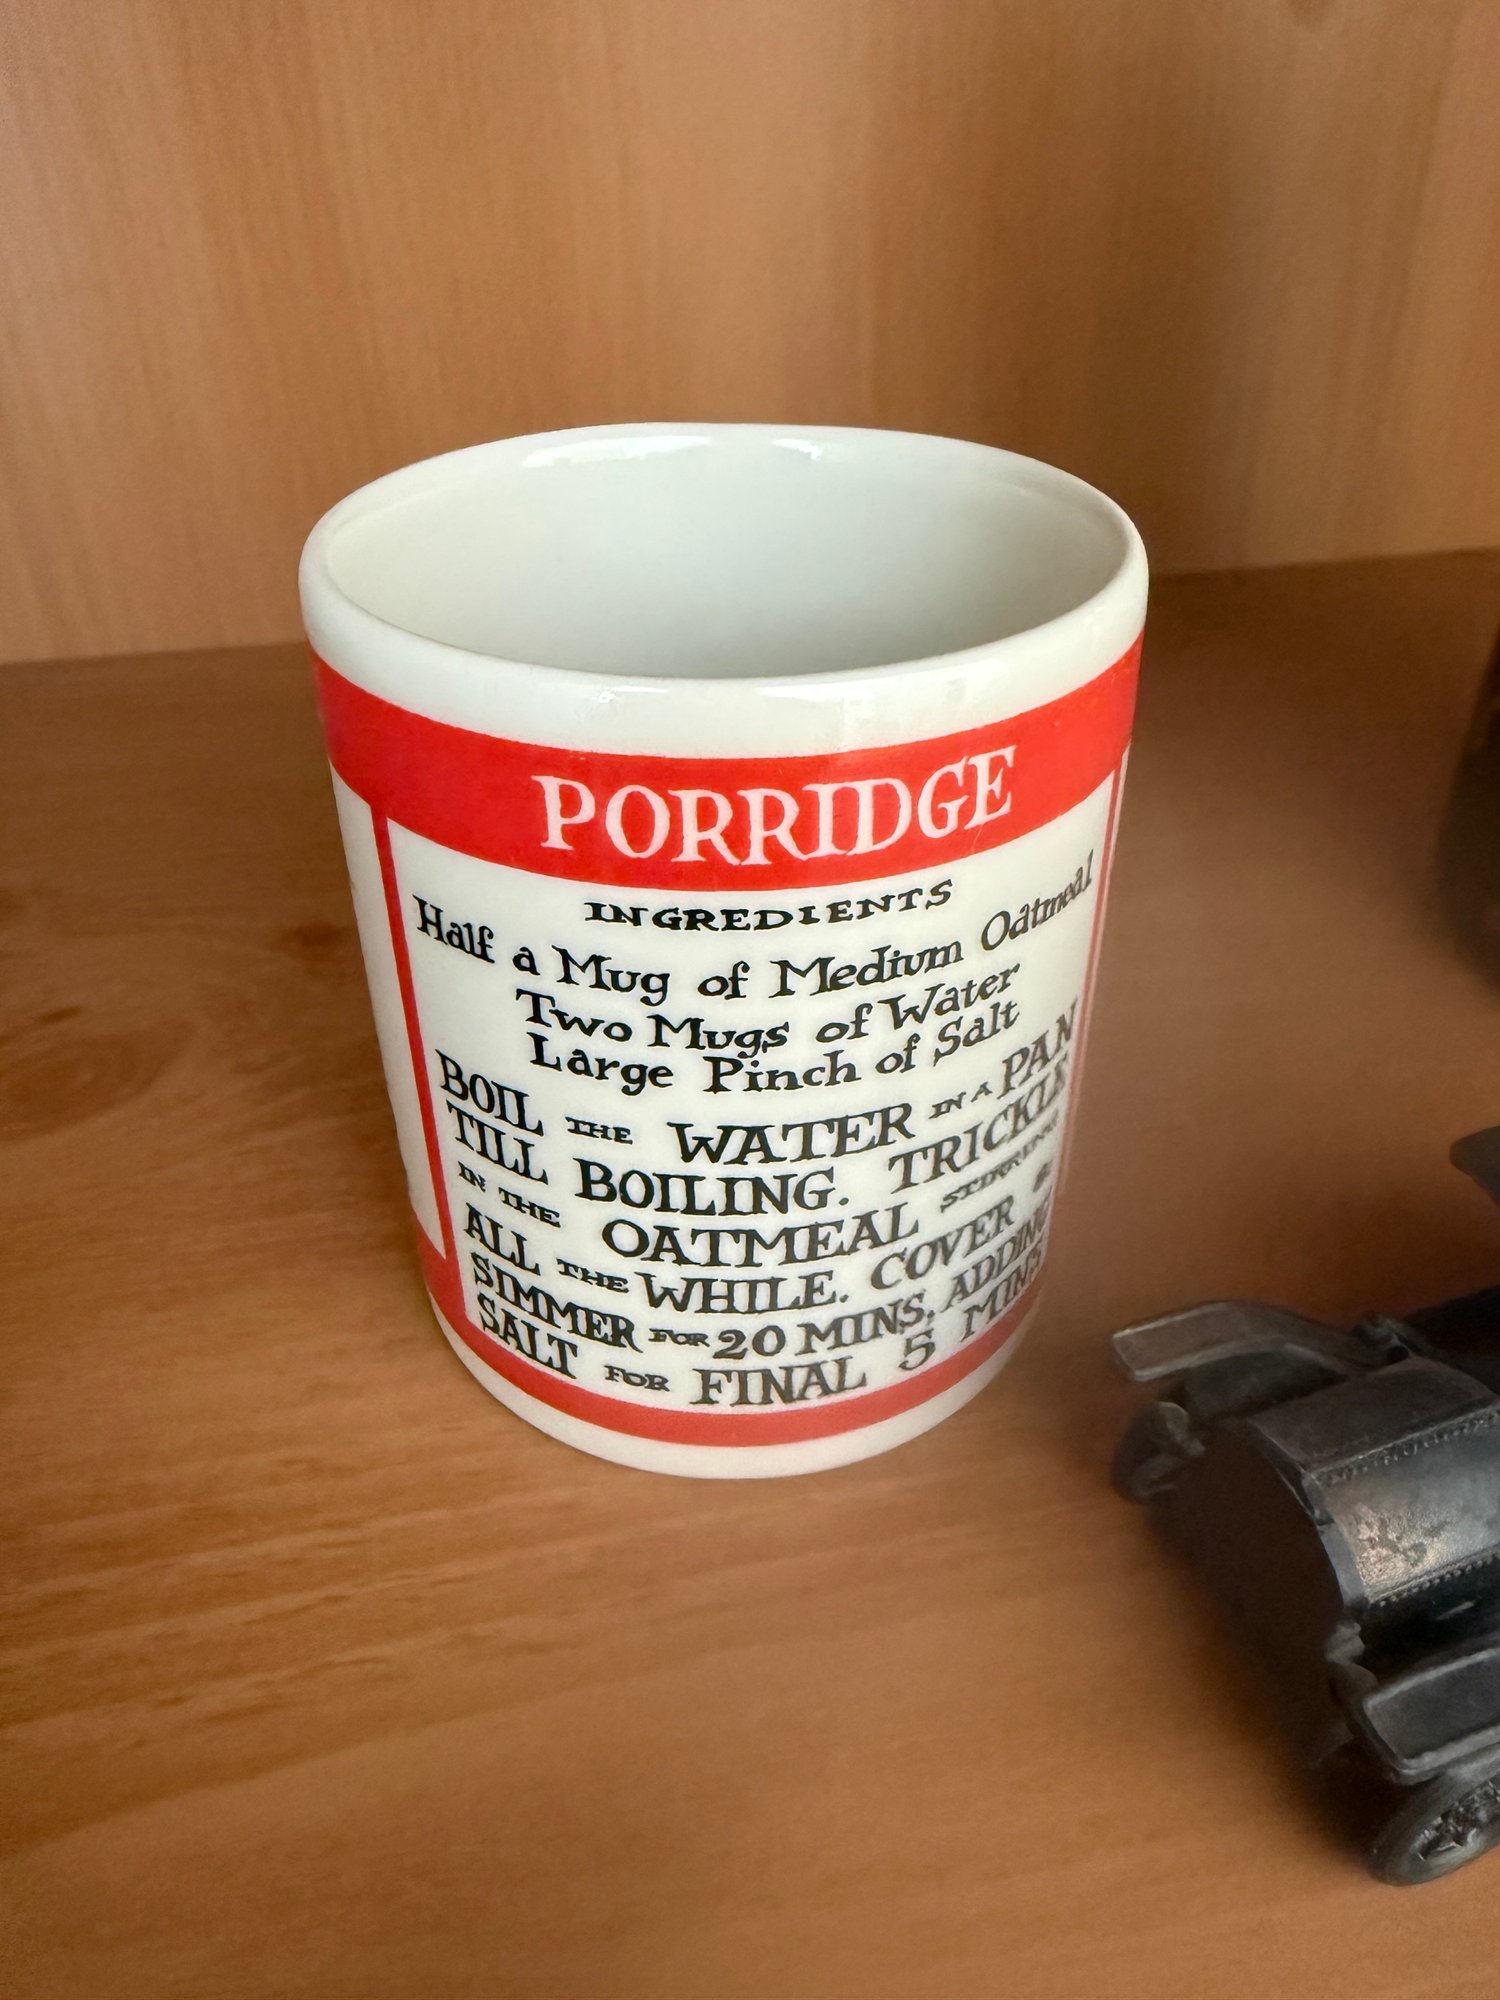 PORRIDGE
INGREDIENTS
Half a Mug of Medium Oatmeal
Two Mugs of Water
Large Pinch of Salt
BOIL THE WATER IN A PAN
TILL BOILING. TRICKLE
IN THE OATMEAL STIRRING
ALL THE WHILE. COVER &
SIMMER FOR 20 MINS. ADDING
SALT FOR FINAL 5 MINS